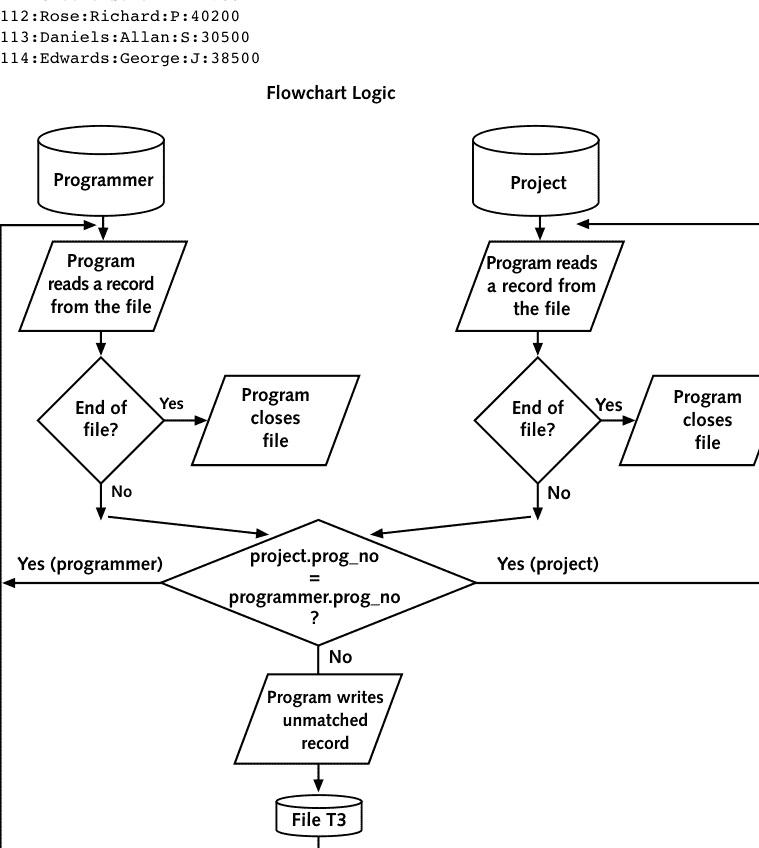 112:Rose:Richard:P:40200
113:Daniels:Allan:S:30500
114:Edwards:George:J:38500
Flowchart Logic
Programmer
Project
Program
reads a record
from the file
Program reads
a record from
the file
End of
file?
Yes
Program
closes
file
End of
file?
Yes
Program
closes
file
No
No
Yes (programmer)
project.prog_no
=
programmer.prog_no
?
Yes (project)
No
Program writes
unmatched
record
File T3